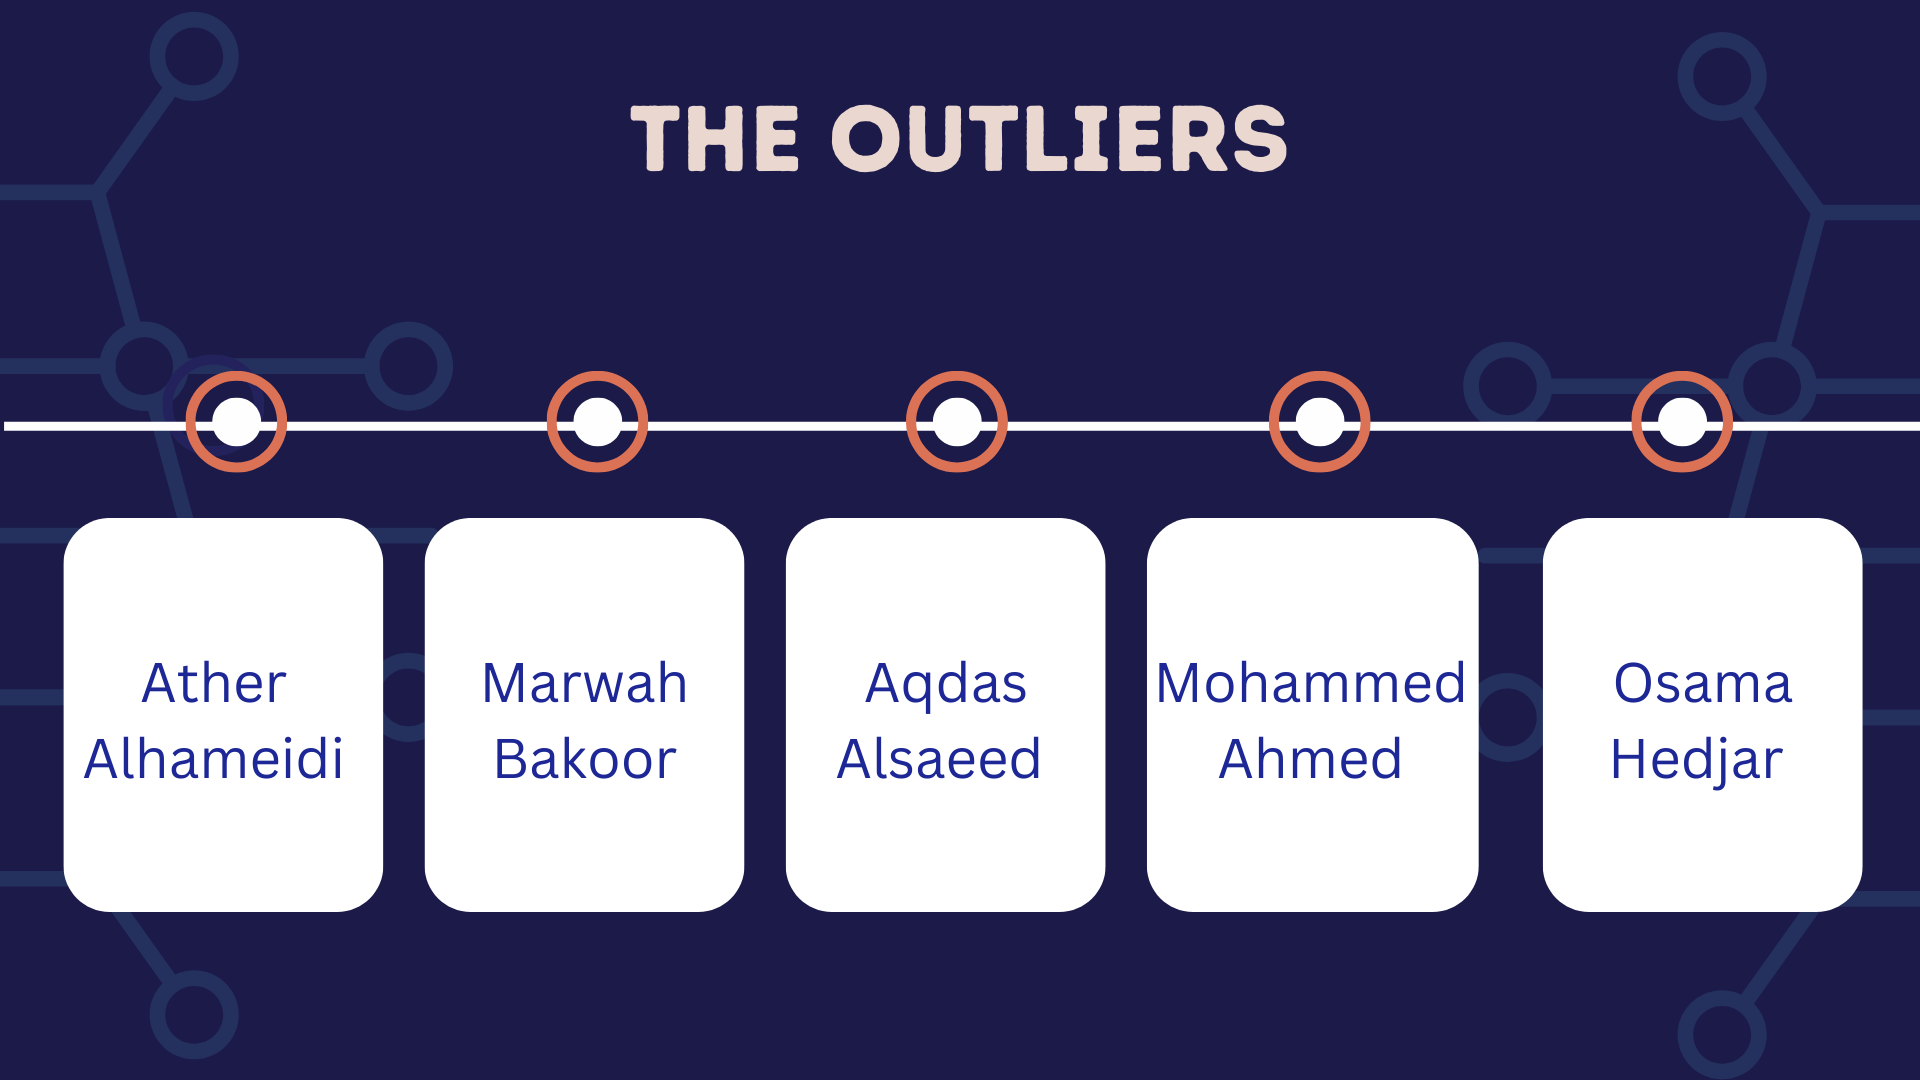 THE OUTLIERS
Ather
Alhameidi
Marwah
Bakoor
Aqdas
Alsaeed
Mohammed
Ahmed
Osama
Hedjar